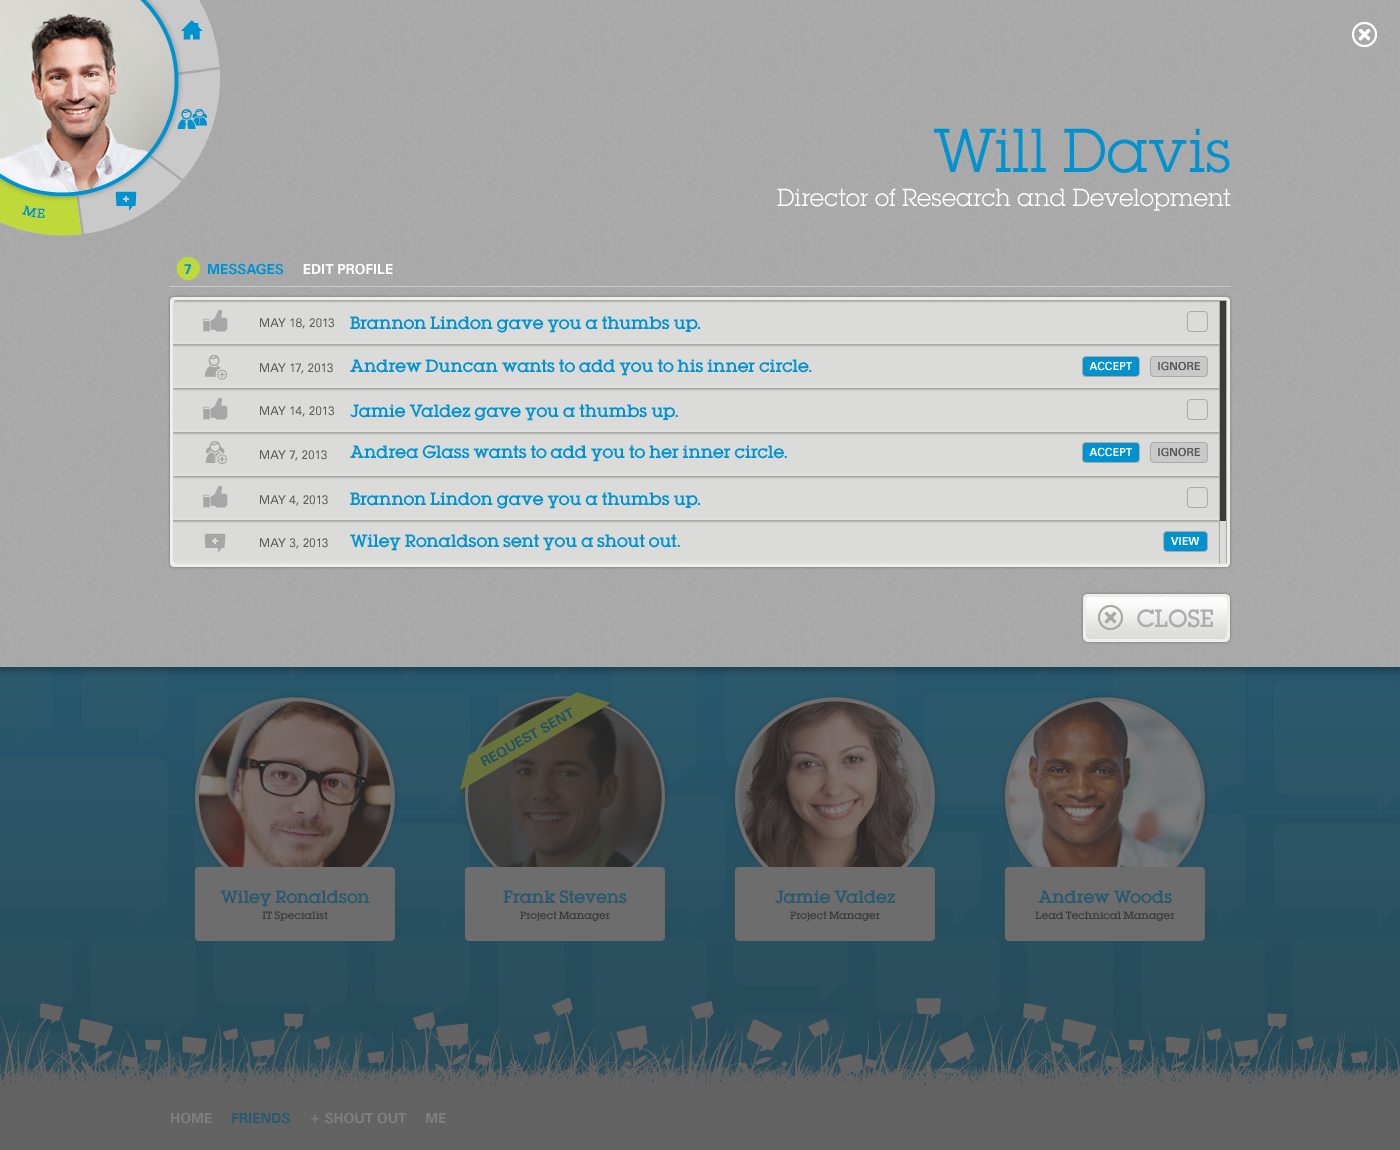 ME
Will Davis
Director of Research and Development
7 MESSAGES EDIT PROFILE
MAY 18, 2013 Brannon Lindon gave you a thumbs up.
MAY 17, 2013 Andrew Duncan wants to add you to his inner circle. ACCEPT IGNORE
MAY 14, 2013 Jamie Valdez gave you a thumbs up.
MAY 7, 2013 Andrea Glass wants to add you to her inner circle. ACCEPT IGNORE
MAY 4, 2013 Brannon Lindon gave you a thumbs up.
MAY 3, 2013 Wiley Ronaldson sent you a shout out. VIEW
CLOSE
REQUEST SENT
Wiley Ronaldson
IT Specialist
Frank Stevens
Project Manager
Jamie Valdez
Project Manager
Andrew Woods
Lead Technical Manager
HOME FRIENDS + SHOUT OUT ME